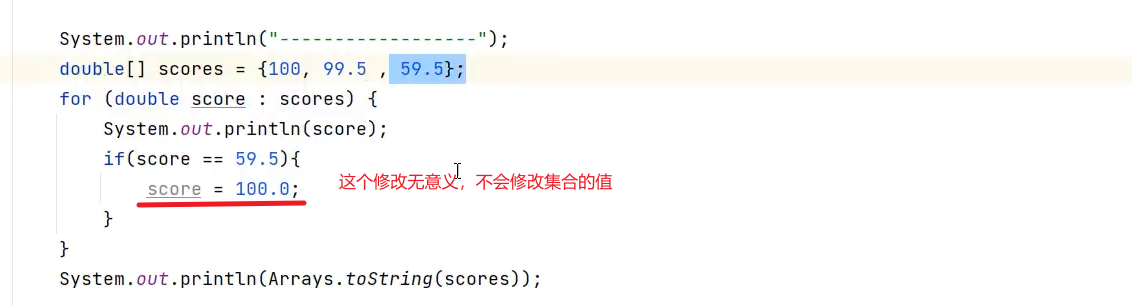 System.out.println("------------------");
double[] scores = {100, 99.5 , 59.5};
for (double score : scores) {
System.out.println(score);
if(score == 59.5){
score = 100.0; 这个修改无意义，不会修改集合的值
}
}
System.out.println(Arrays.toString(scores));